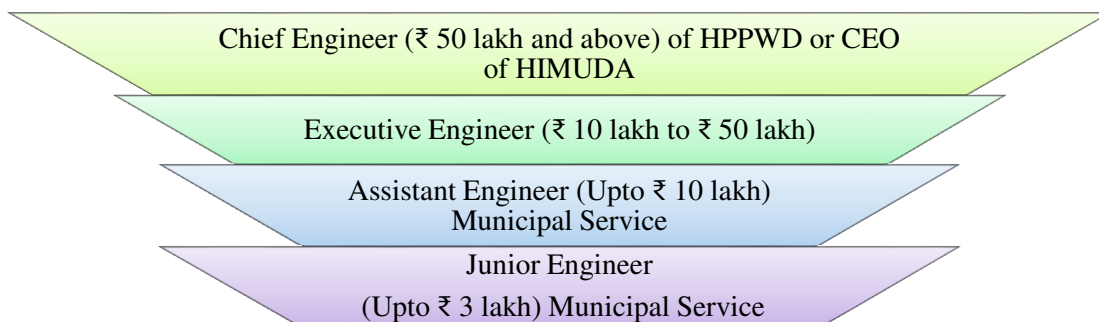 Chief Engineer (₹ 50 lakh and above) of HPPWD or CEO
of HIMUDA
Executive Engineer (₹ 10 lakh to ₹ 50 lakh)
Assistant Engineer (Upto ₹ 10 lakh)
Municipal Service
Junior Engineer
(Upto ₹ 3 lakh) Municipal Service